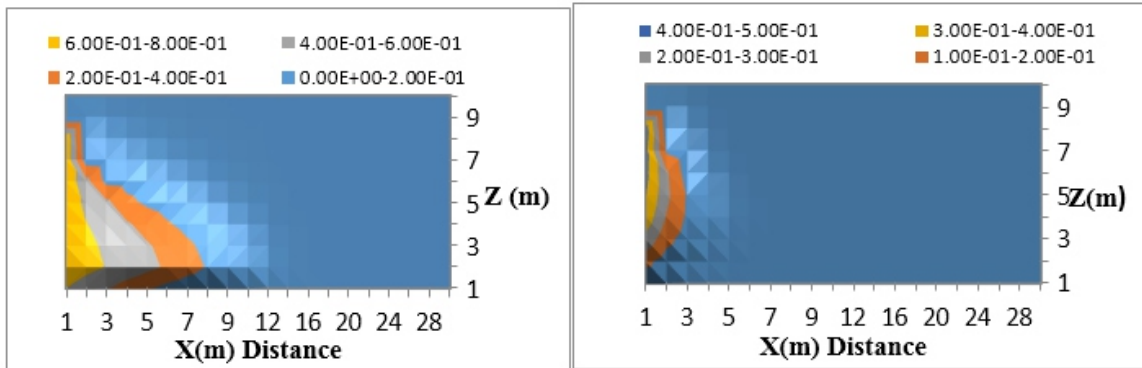 6.00E-01-8.00E-01 4.00E-01-6.00E-01
2.00E-01-4.00E-01 0.00E+00-2.00E-01
9
7
5
3
1
Z (m)
1 3 5 7 9 12 16 20 24 28
X(m) Distance
4.00E-01-5.00E-01 3.00E-01-4.00E-01
2.00E-01-3.00E-01 1.00E-01-2.00E-01
9
7
5
3
1
Z(m)
1 3 5 7 9 12 16 20 24 28
X(m) Distance